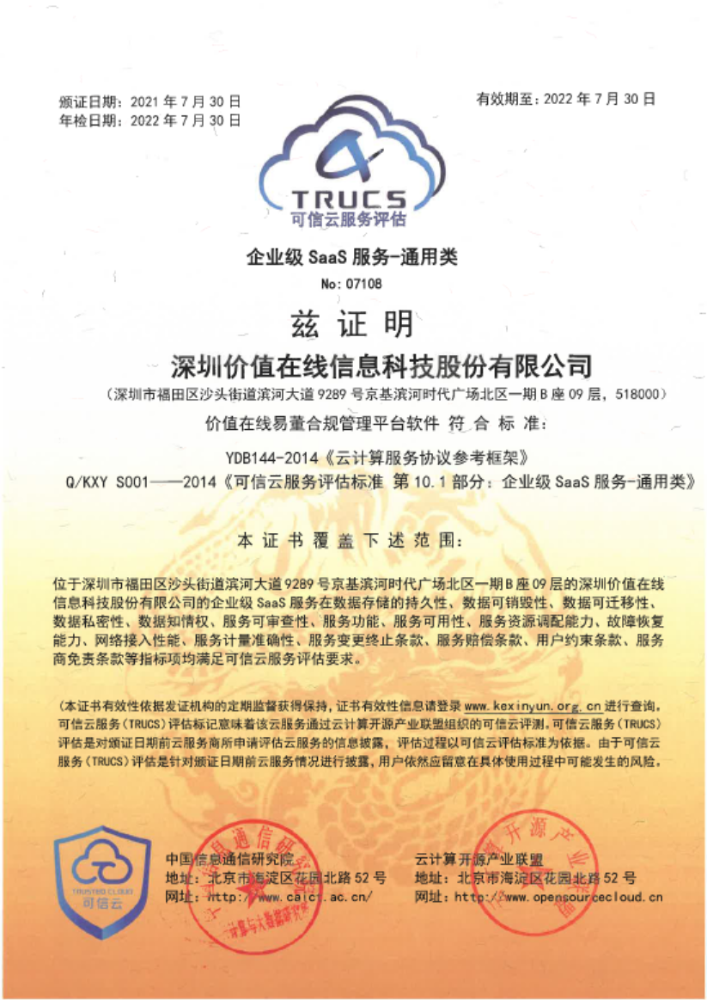 颁证日期：2021 年 7 月 30 日
年检日期：2022 年 7 月 30 日
有效期至：2022 年 7 月 30 日
TRUCS
可信云服务评估
企业级 SaaS 服务-通用类
No: 07108
兹 证 明
深圳价值在线信息科技股份有限公司
（深圳市福田区沙头街道滨河大道 9289 号京基滨河时代广场北区一期 B 座 09 层，518000）
价值在线易董合规管理平台软件 符 合 标 准：
YDB144-2014《云计算服务协议参考框架》
Q/KXY S001——2014《可信云服务评估标准 第 10.1 部分：企业级 SaaS 服务-通用类》
本 证 书 覆 盖 下 述 范 围：
位于深圳市福田区沙头街道滨河大道 9289 号京基滨河时代广场北区一期 B 座 09 层的深圳价值在线
信息科技股份有限公司的企业级 SaaS 服务在数据存储的持久性、数据可销毁性、数据可迁移性、
数据私密性、数据知情权、服务可审查性、服务功能、服务可用性、服务资源调配能力、故障恢复
能力、网络接入性能、服务计量准确性、服务变更终止条款、服务赔偿条款、用户约束条款、服务
商免责条款等指标项均满足可信云服务评估要求。
（本证书有效性依据发证机构的定期监督获得保持，证书有效性信息请登录 www.kexinyun.org.cn 进行查询。
可信云服务（TRUCS）评估标记意味着该云服务通过云计算开源产业联盟组织的可信云评测。可信云服务（TRUCS）
评估是对颁证日期前云服务商所申请评估云服务的信息披露，评估过程以可信云评估标准为依据。由于可信云
服务（TRUCS）评估是针对颁证日期前云服务情况进行披露，用户依然应留意在具体使用过程中可能发生的风险。
TRUSTED CLOUD
可信云
中国信息通信研究院
地址：北京市海淀区花园北路 52 号
网址：http://www.caict.ac.cn/
云计算开源产业联盟
地址：北京市海淀区花园北路 52 号
网址：http://www.opensourcecloud.cn